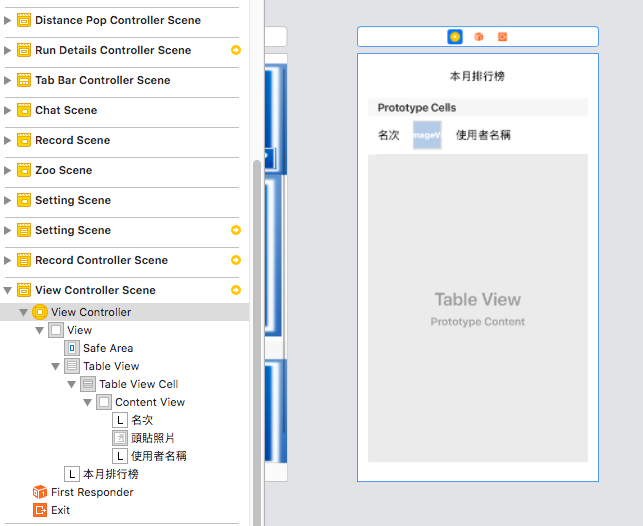 Distance Pop Controller Scene
Run Details Controller Scene
Tab Bar Controller Scene
Chat Scene
Record Scene
Zoo Scene
Setting Scene
Setting Scene
Record Controller Scene
View Controller Scene
View Controller
View
Safe Area
Table View
Table View Cell
Content View
L 名次
頭貼照片
L 使用者名稱
L 本月排行榜
First Responder
Exit
本月排行榜
Prototype Cells
名次 mageV 使用者名稱
Table View
Prototype Content